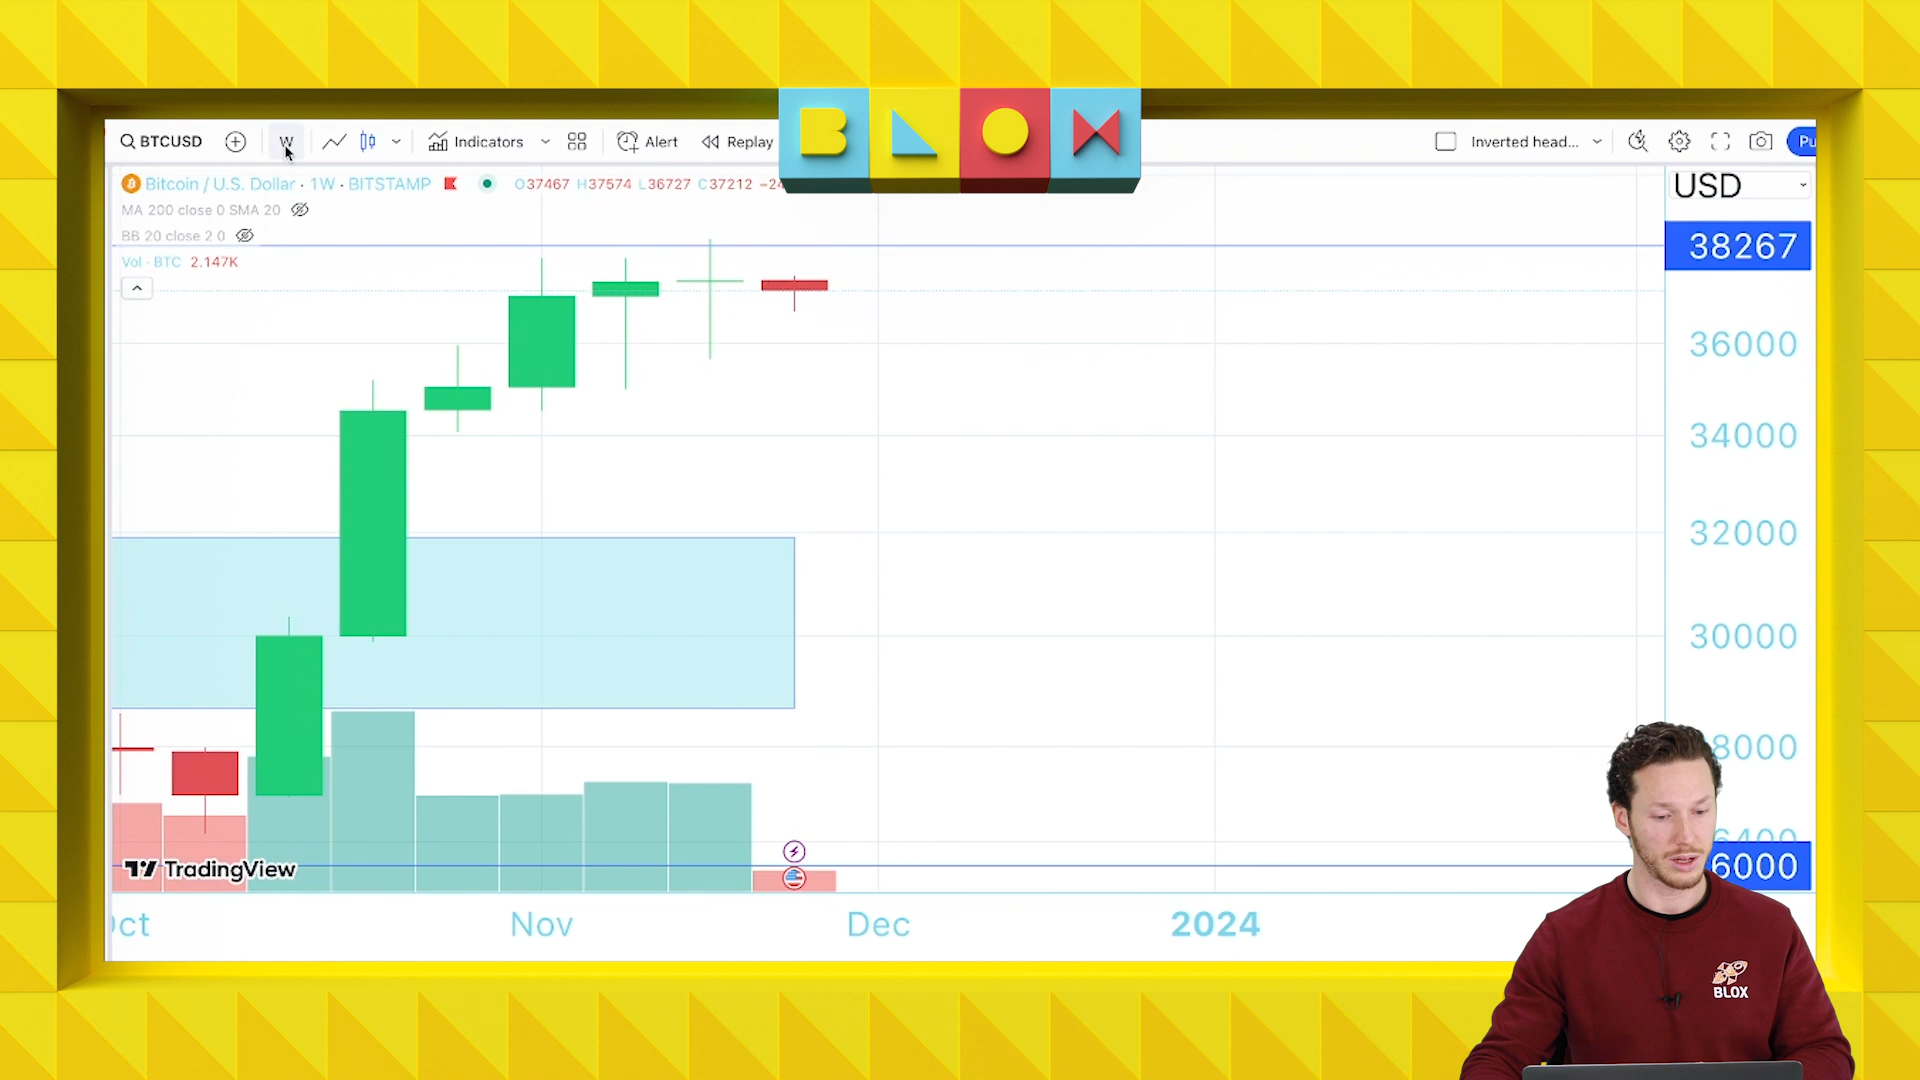 BLOX
BTCUSD
W
Indicators
Alert
Replay
Inverted head...
Bitcoin / U.S. Dollar · 1W · BITSTAMP
O37467 H37574 L36727 C37212
MA 200 close 0 SMA 20
BB 20 close 2 0
Vol · BTC 2.147K
USD
38267
36000
34000
32000
30000
8000
6000
TradingView
Nov
Dec
2024
BLOX